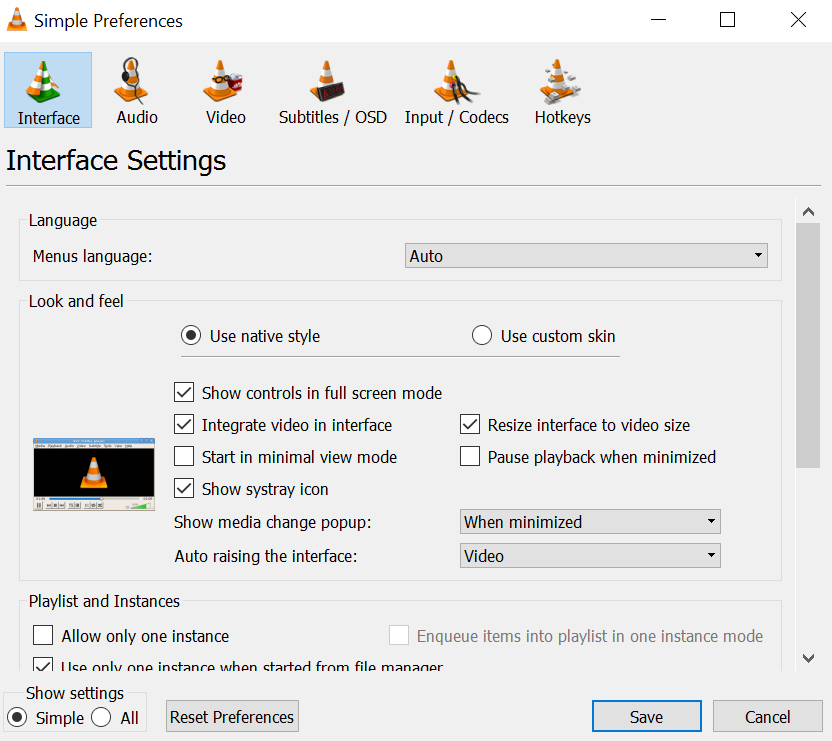 Simple Preferences
Interface
Audio
Video
Subtitles / OSD
Input / Codecs
Hotkeys
Interface Settings
Language
Menus language:
Auto
Look and feel
Use native style
Use custom skin
Show controls in full screen mode
Integrate video in interface
Resize interface to video size
Start in minimal view mode
Pause playback when minimized
Show systray icon
Show media change popup:
When minimized
Auto raising the interface:
Video
Playlist and Instances
Allow only one instance
Enqueue items into playlist in one instance mode
Use only one instance when started from file manager
Show settings
Simple
All
Reset Preferences
Save
Cancel